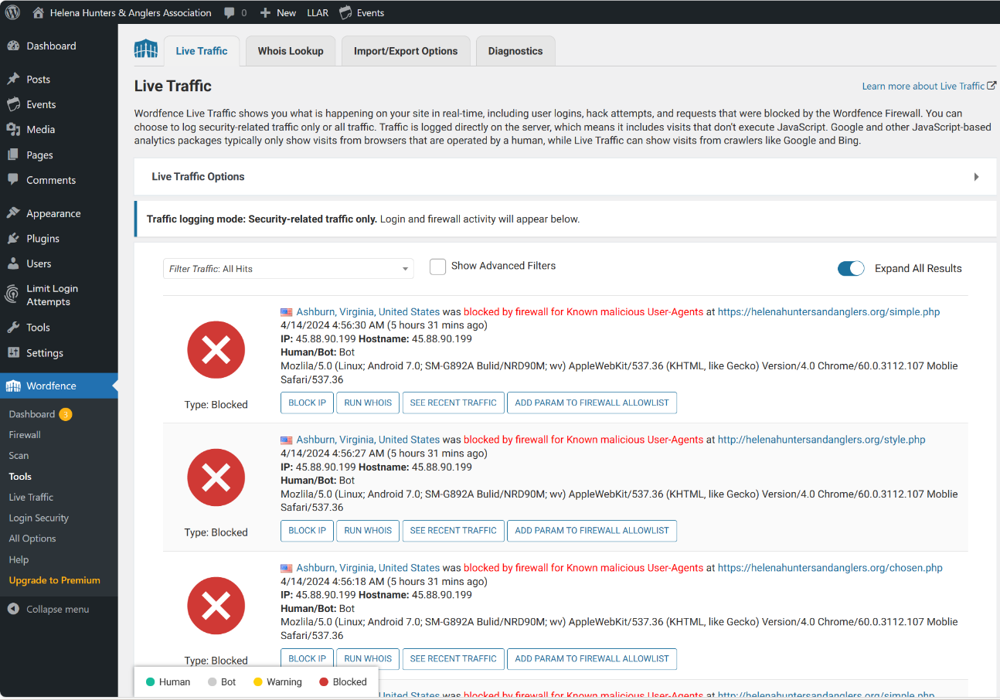 Helena Hunters & Anglers Association 0 New LLAR Events
Dashboard
Posts
Events
Media
Pages
Comments
Appearance
Plugins
Users
Limit Login
Attempts
Tools
Settings
Wordfence
Dashboard 3
Firewall
Scan
Tools
Live Traffic
Login Security
All Options
Help
Upgrade to Premium
Collapse menu
Live Traffic Whois Lookup Import/Export Options Diagnostics
Live Traffic
Learn more about Live Traffic
Wordfence Live Traffic shows you what is happening on your site in real-time, including user logins, hack attempts, and requests that were blocked by the Wordfence Firewall. You can
choose to log security-related traffic only or all traffic. Traffic is logged directly on the server, which means it includes visits that don't execute JavaScript. Google and other JavaScript-based
analytics packages typically only show visits from browsers that are operated by a human, while Live Traffic can show visits from crawlers like Google and Bing.
Live Traffic Options
Traffic logging mode: Security-related traffic only. Login and firewall activity will appear below.
Filter Traffic: All Hits Show Advanced Filters Expand All Results
Ashburn, Virginia, United States was blocked by firewall for Known malicious User-Agents at https://helenahuntersandanglers.org/simple.php
4/14/2024 4:56:30 AM (5 hours 31 mins ago)
IP: 45.88.90.199 Hostname: 45.88.90.199
Human/Bot: Bot
Mozlila/5.0 (Linux; Android 7.0; SM-G892A Bulid/NRD90M; wv) AppleWebKit/537.36 (KHTML, like Gecko) Version/4.0 Chrome/60.0.3112.107 Moblie
Safari/537.36
Type: Blocked
BLOCK IP RUN WHOIS SEE RECENT TRAFFIC ADD PARAM TO FIREWALL ALLOWLIST
Ashburn, Virginia, United States was blocked by firewall for Known malicious User-Agents at http://helenahuntersandanglers.org/style.php
4/14/2024 4:56:27 AM (5 hours 31 mins ago)
IP: 45.88.90.199 Hostname: 45.88.90.199
Human/Bot: Bot
Mozlila/5.0 (Linux; Android 7.0; SM-G892A Bulid/NRD90M; wv) AppleWebKit/537.36 (KHTML, like Gecko) Version/4.0 Chrome/60.0.3112.107 Moblie
Safari/537.36
Type: Blocked
BLOCK IP RUN WHOIS SEE RECENT TRAFFIC ADD PARAM TO FIREWALL ALLOWLIST
Ashburn, Virginia, United States was blocked by firewall for Known malicious User-Agents at https://helenahuntersandanglers.org/chosen.php
4/14/2024 4:56:18 AM (5 hours 31 mins ago)
IP: 45.88.90.199 Hostname: 45.88.90.199
Human/Bot: Bot
Mozlila/5.0 (Linux; Android 7.0; SM-G892A Bulid/NRD90M; wv) AppleWebKit/537.36 (KHTML, like Gecko) Version/4.0 Chrome/60.0.3112.107 Moblie
Safari/537.36
Type: Blocked
BLOCK IP RUN WHOIS SEE RECENT TRAFFIC ADD PARAM TO FIREWALL ALLOWLIST
Human Bot Warning Blocked
United States was blocked by firewall for Known malicious User-Agents at http://helenahuntersandanglers.org/simple.php